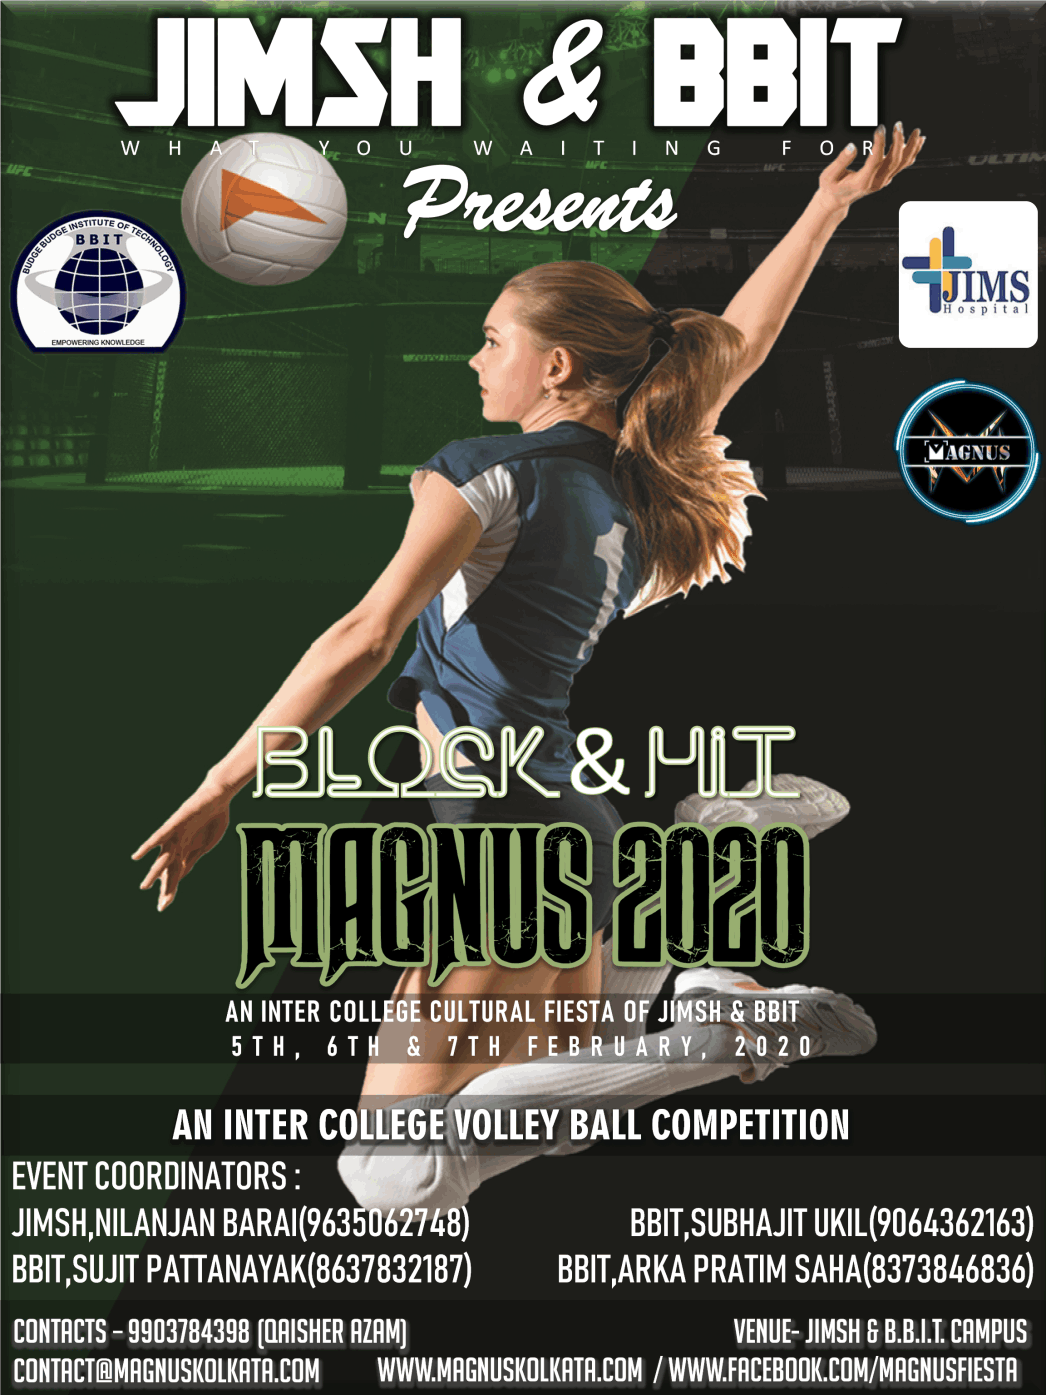 JIMSH & BBIT
WHAT YOU WAITING FOR
Presents
BUDGE BUDGE INSTITUTE OF TECHNOLOGY
BBIT
EMPOWERING KNOWLEDGE
JIMS
Hospital
MAGNUS
BLOCK & HiT
MAGNUS 2020
AN INTER COLLEGE CULTURAL FIESTA OF JIMSH & BBIT
5TH, 6TH & 7TH FEBRUARY, 2020
AN INTER COLLEGE VOLLEY BALL COMPETITION
EVENT COORDINATORS :
JIMSH,NILANJAN BARAI(9635062748)
BBIT,SUBHAJIT UKIL(9064362163)
BBIT,SUJIT PATTANAYAK(8637832187)
BBIT,ARKA PRATIM SAHA(8373846836)
CONTACTS - 9903784398 (QAISHER AZAM)
VENUE- JIMSH & B.B.I.T. CAMPUS
CONTACT@MAGNUSKOLKATA.COM
WWW.MAGNUSKOLKATA.COM / WWW.FACEBOOK.COM/MAGNUSFIESTA
1